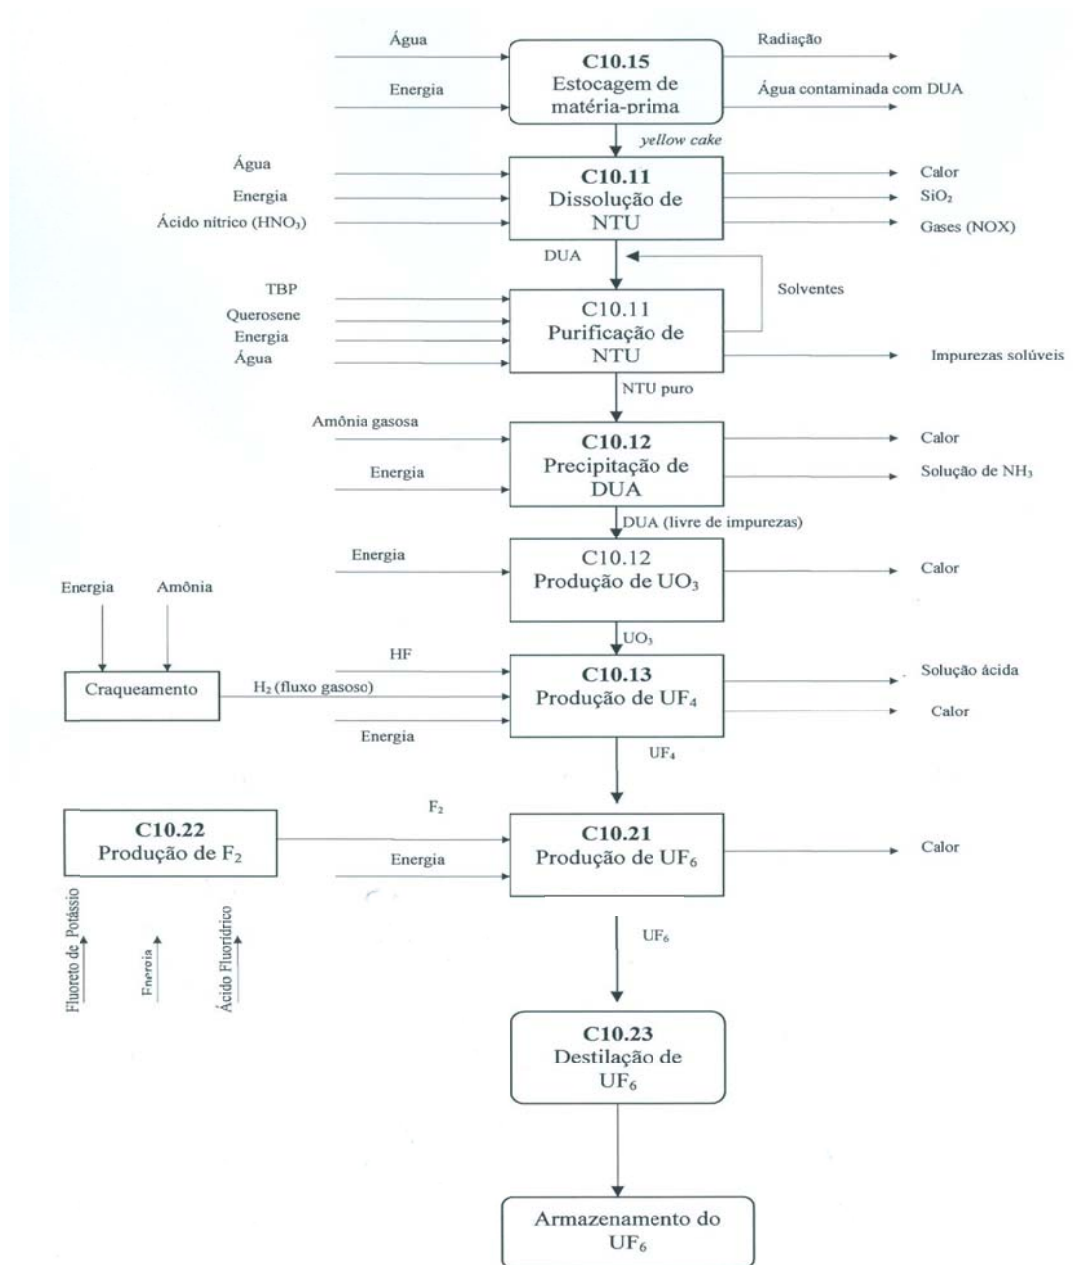 Água
Energia
C10.15
Estocagem de
matéria-prima
Radiação
Água contaminada com DUA
yellow cake
Água
Energia
Ácido nítrico (HNO₃)
C10.11
Dissolução de
NTU
Calor
SiO₂
Gases (NOX)
DUA
Solventes
TBP
Querosene
Energia
Água
C10.11
Purificação de
NTU
Impurezas solúveis
NTU puro
Amônia gasosa
Energia
C10.12
Precipitação de
DUA
Calor
Solução de NH₃
DUA (livre de impurezas)
Energia
C10.12
Produção de UO₃
Calor
UO₃
Energia
Amônia
Craqueamento
HF
H₂ (fluxo gasoso)
Energia
C10.13
Produção de UF₄
Solução ácida
Calor
UF₄
C10.22
Produção de F₂
F₂
Energia
C10.21
Produção de UF₆
Calor
Fluoreto de Potássio
Energia
Ácido Fluorídrico
UF₆
C10.23
Destilação de
UF₆
Armazenamento do
UF₆